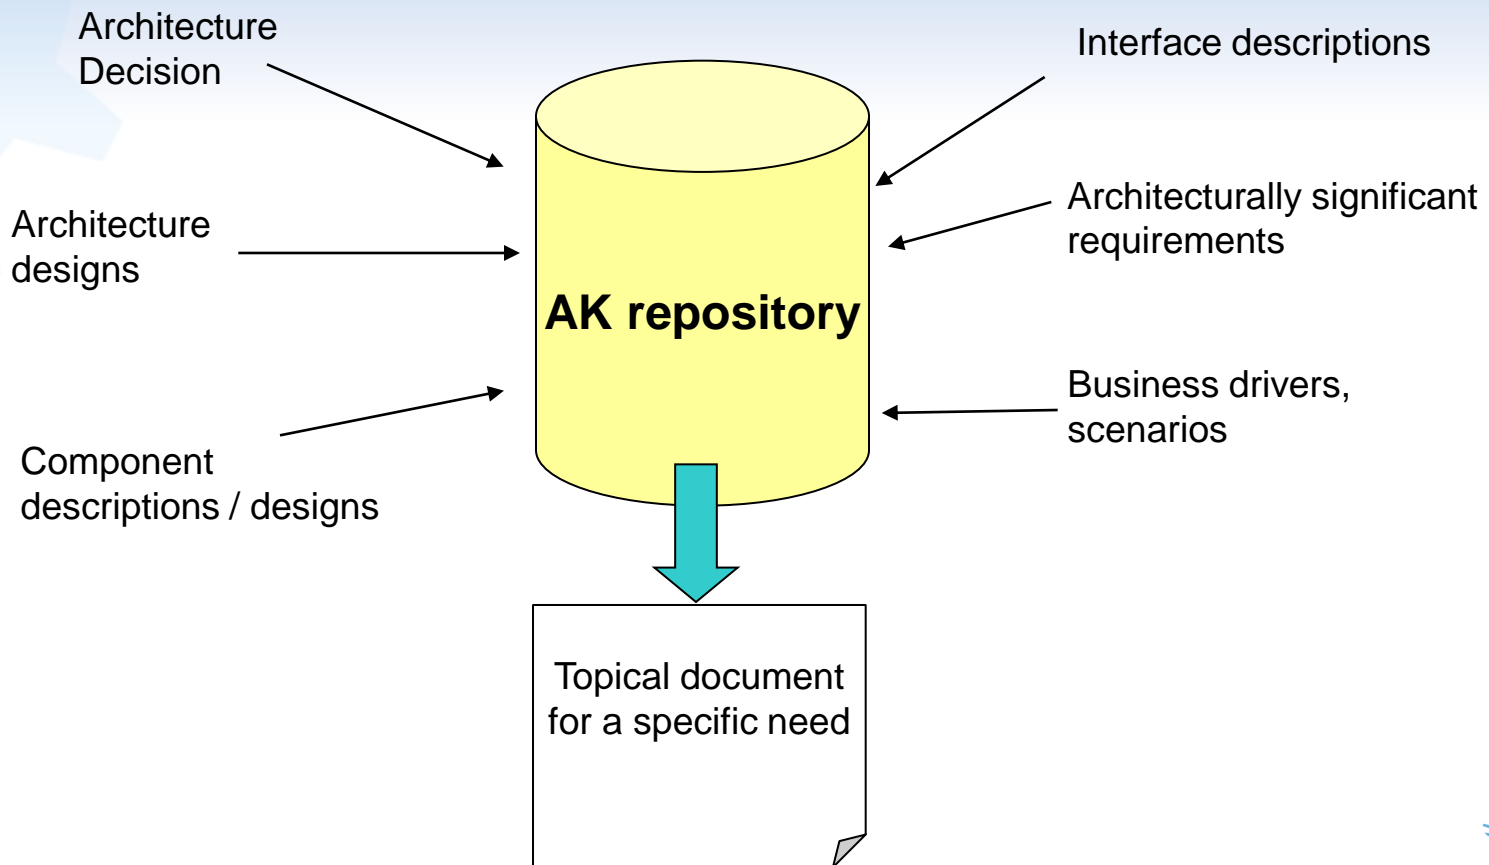 Architecture
Decision
Interface descriptions
Architecturally significant
requirements
Architecture
designs
AK repository
Business drivers,
scenarios
Component
descriptions / designs
Topical document
for a specific need